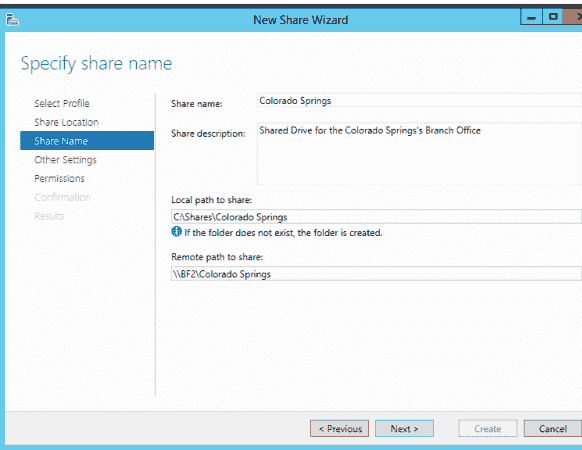 New Share Wizard
Specify share name
Select Profile
Share Location
Share Name
Other Settings
Permissions
Confirmation
Results
Share name:
Colorado Springs
Share description:
Shared Drive for the Colorado Springs's Branch Office
Local path to share:
C:\Shares\Colorado Springs
If the folder does not exist, the folder is created.
Remote path to share:
\\BF2\Colorado Springs
< Previous
Next >
Create
Cancel